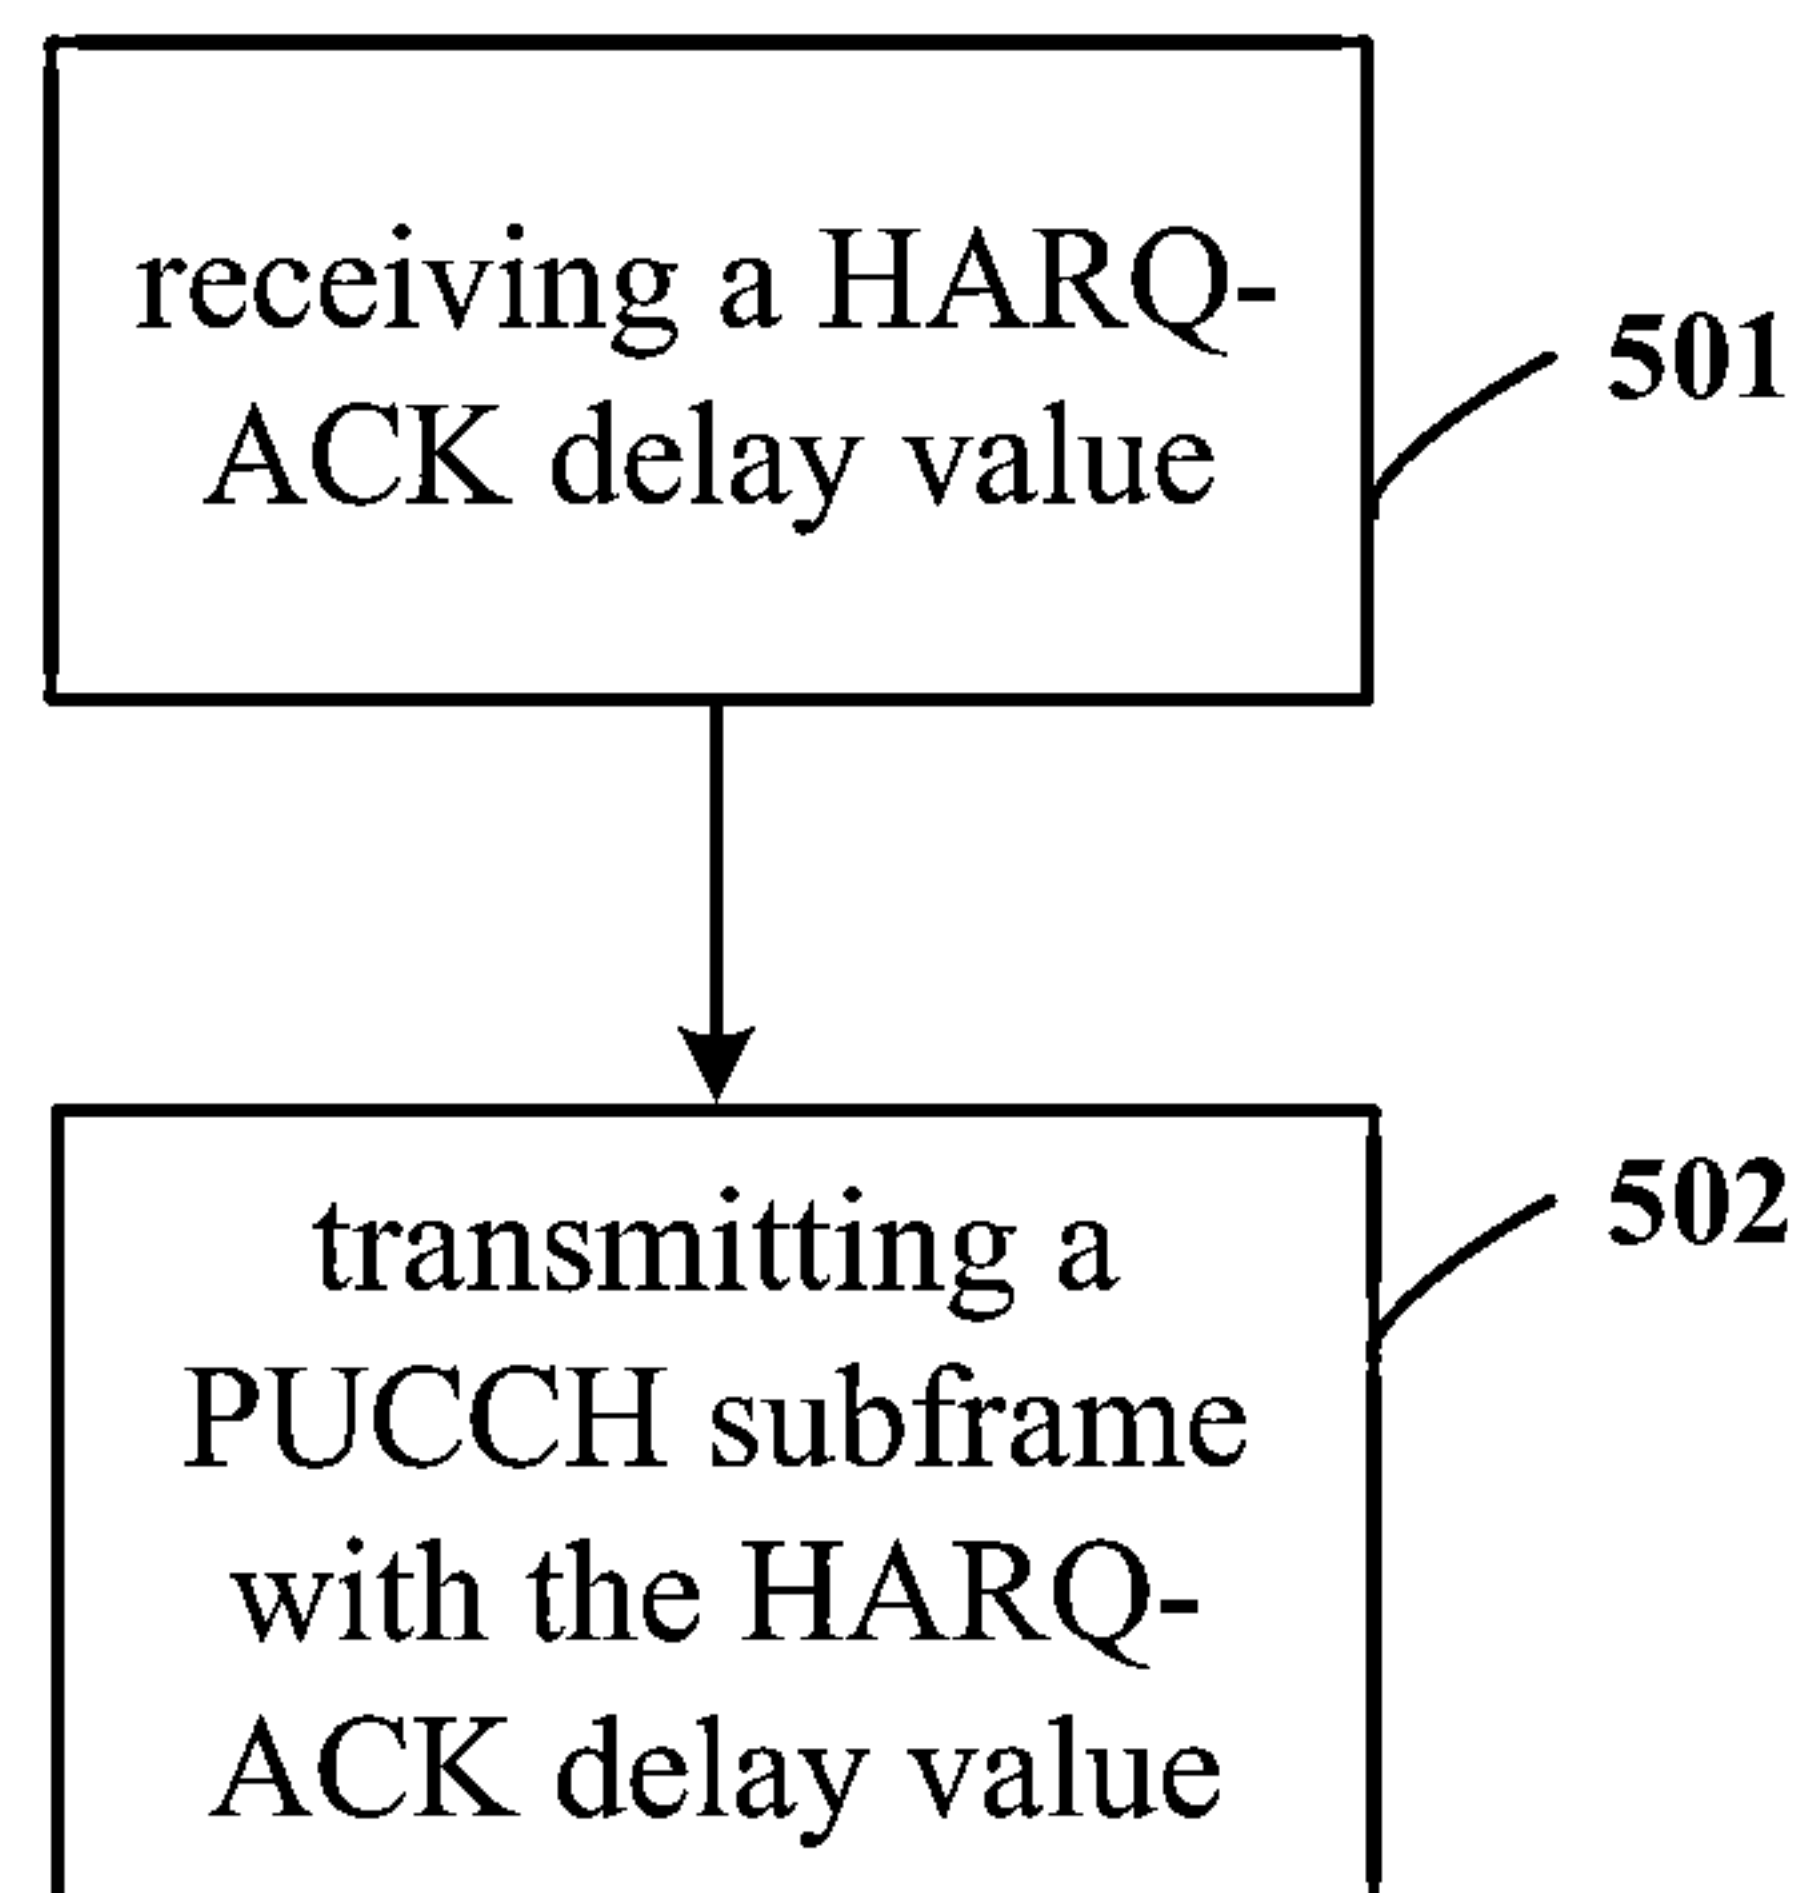 receiving a HARQ-
ACK delay value
501
transmitting a
PUCCH subframe
with the HARQ-
ACK delay value
502